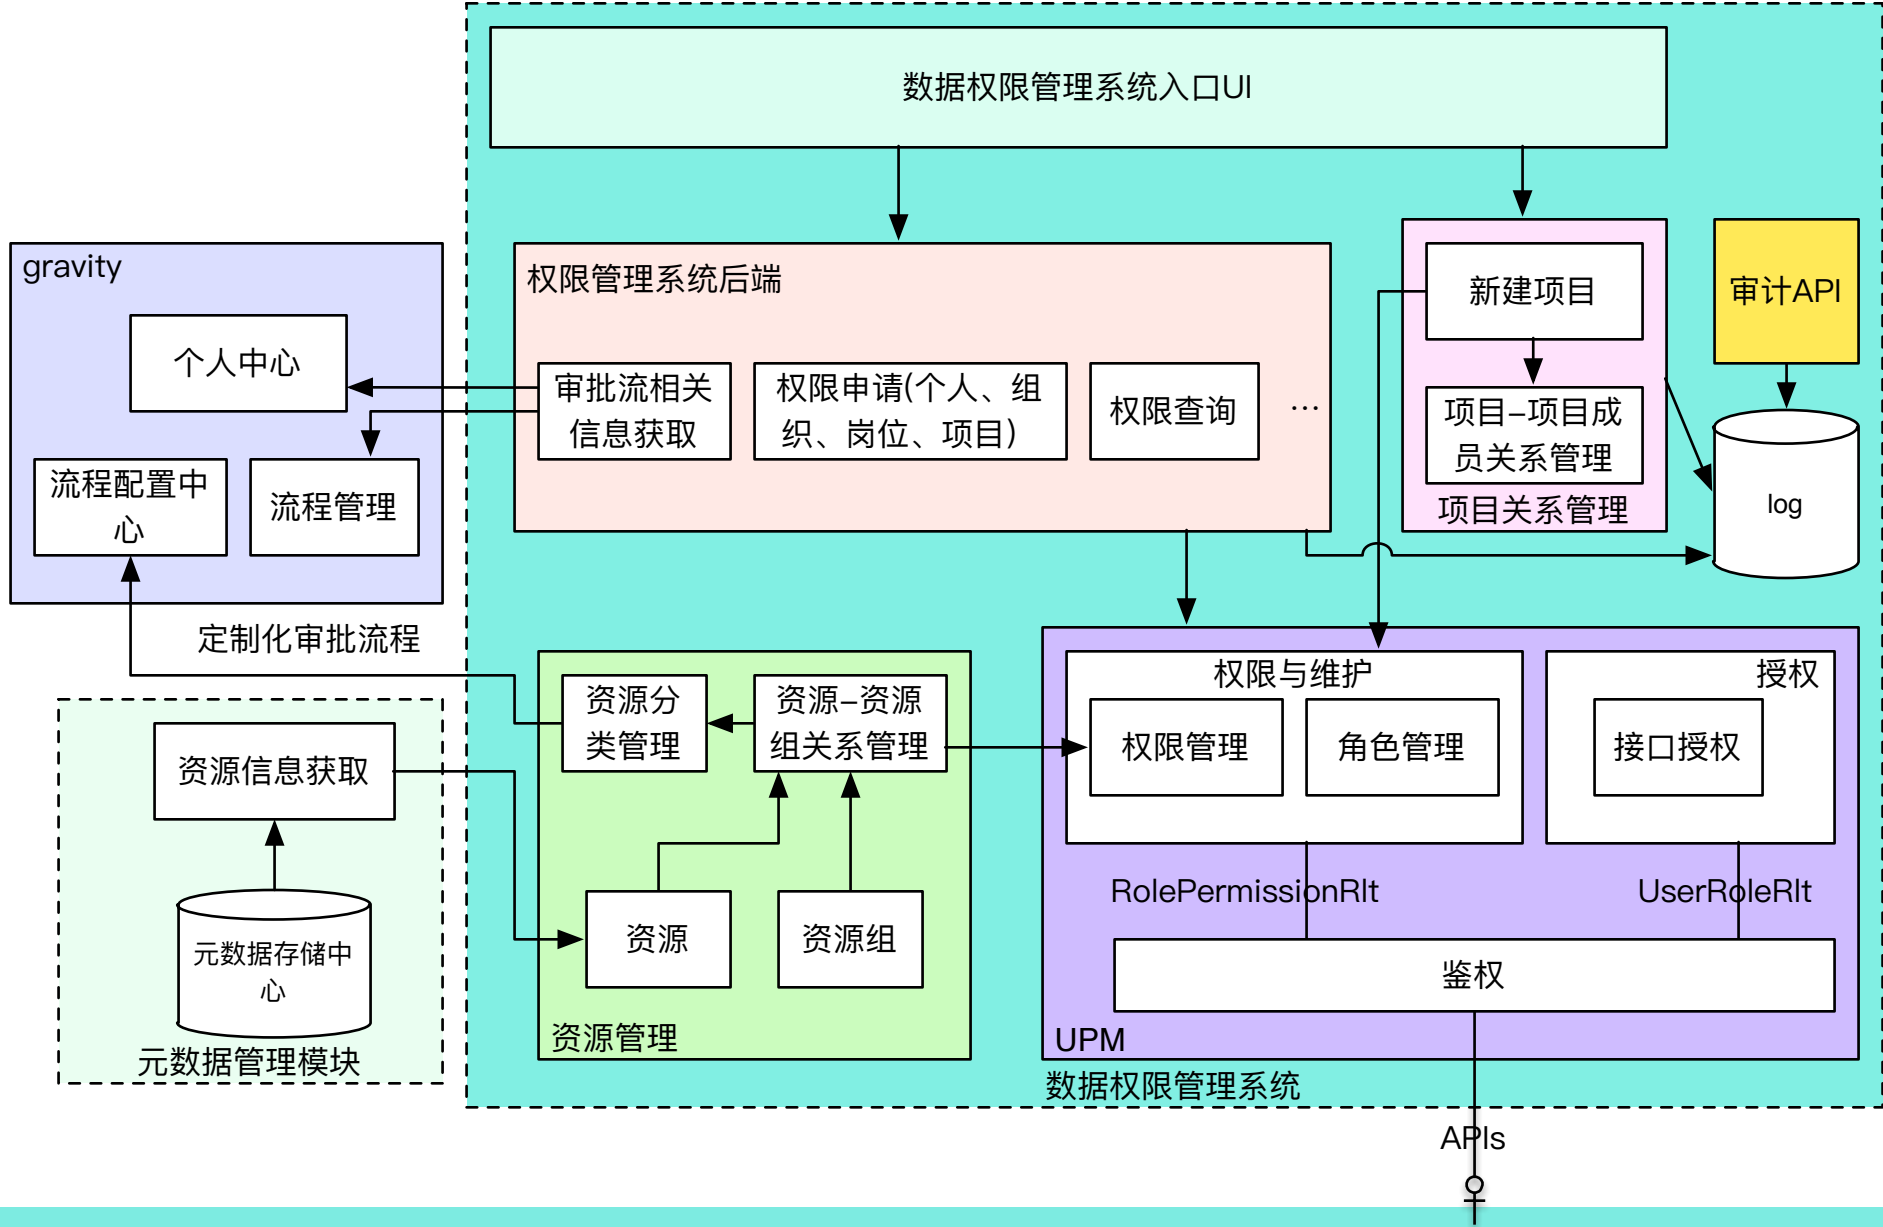 数据权限管理系统入口UI
gravity
个人中心
流程配置中
心
流程管理
权限管理系统后端
审批流相关
信息获取
权限申请(个人、组
织、岗位、项目)
权限查询
...
新建项目
项目-项目成
员关系管理
项目关系管理
审计API
log
定制化审批流程
资源信息获取
元数据存储中
心
元数据管理模块
资源分
类管理
资源-资源
组关系管理
资源
资源组
资源管理
权限与维护
权限管理
角色管理
授权
接口授权
RolePermissionRlt
UserRoleRlt
鉴权
UPM
数据权限管理系统
APIs